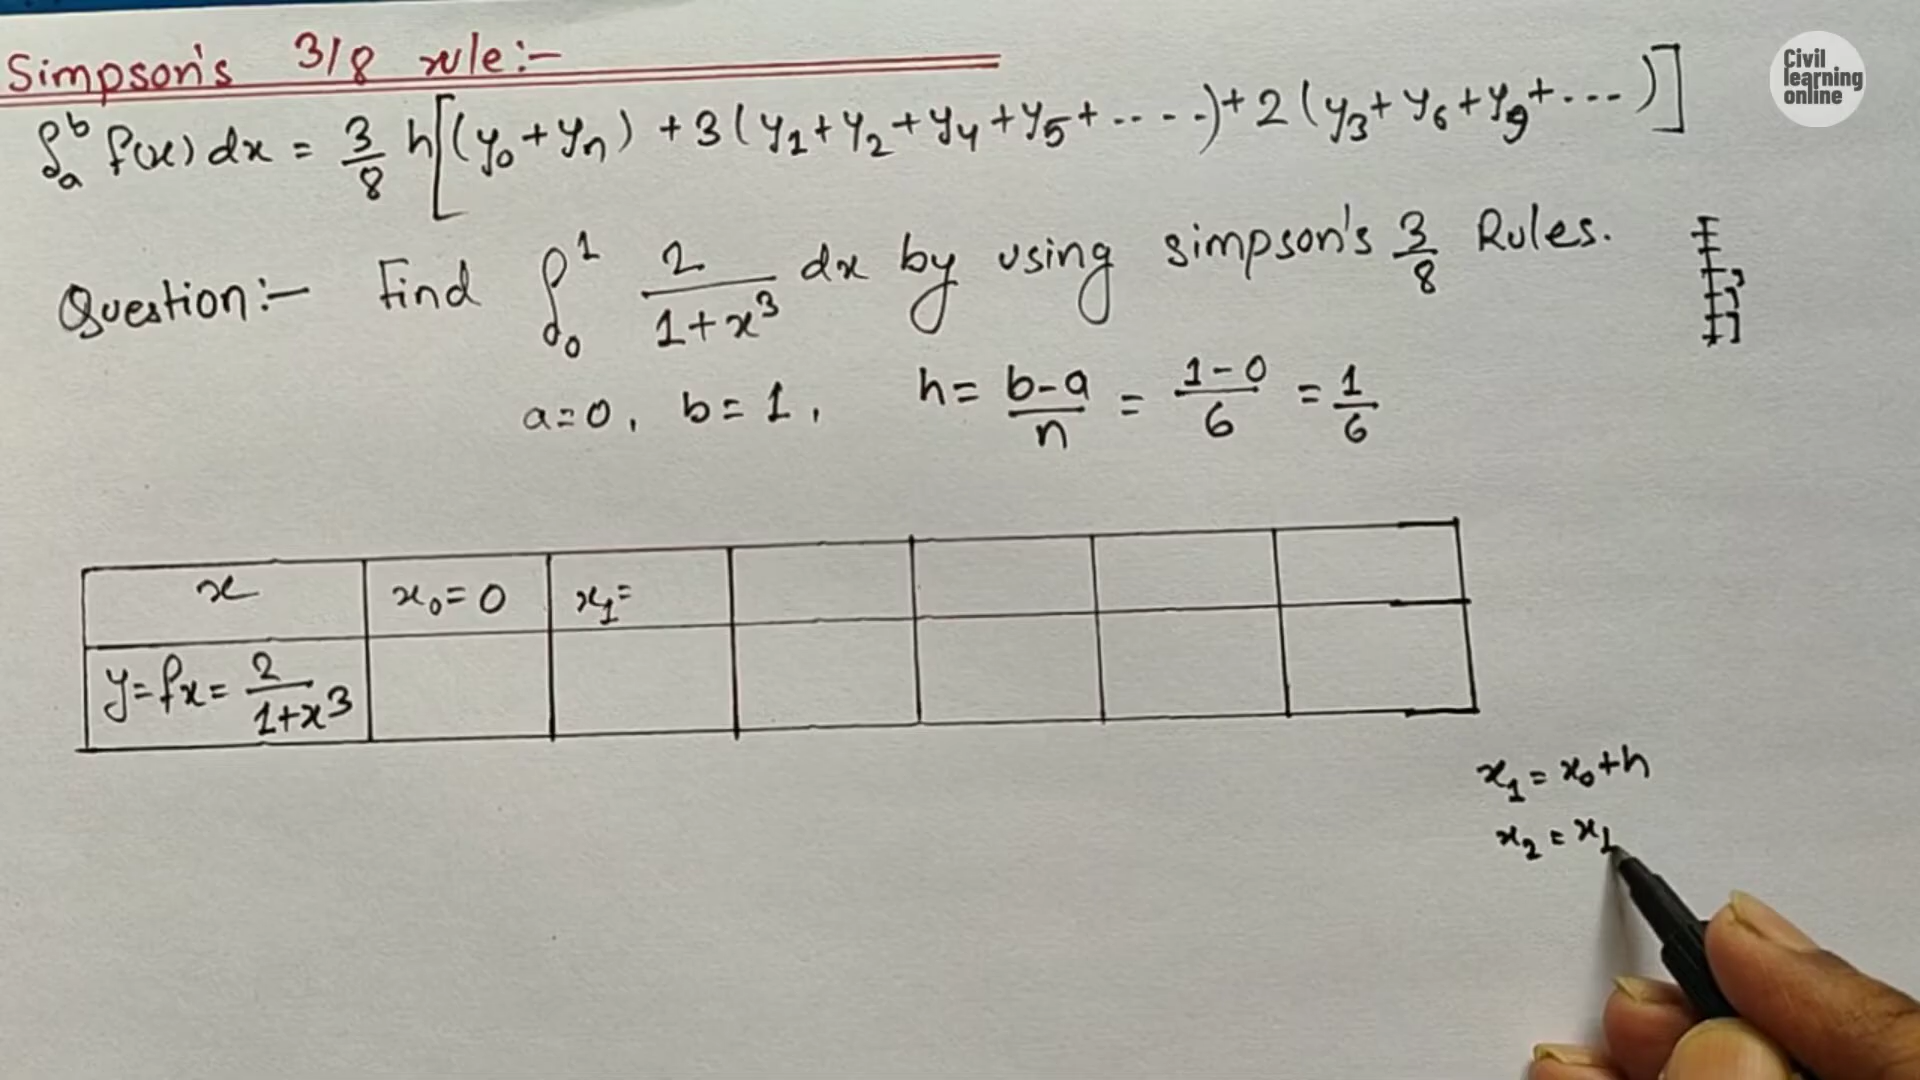 Simpson's 3/8 rule:-
∫ₐᵇ f(x) dx = 3/8 h[(y₀+yₙ) +3(y₁+y₂+y₄+y₅+.....)+2(y₃+y₆+y₉+....)]
Question:- Find ∫₀¹ 2/(1+x³) dx by using simpson's 3/8 Rules.
a=0, b=1, h= (b-a)/n = (1-0)/6 = 1/6
x x₀=0 x₁=
y=fx= 2/(1+x³)
x₁=x₀+h
x₂=x₁
Civil
learning
online